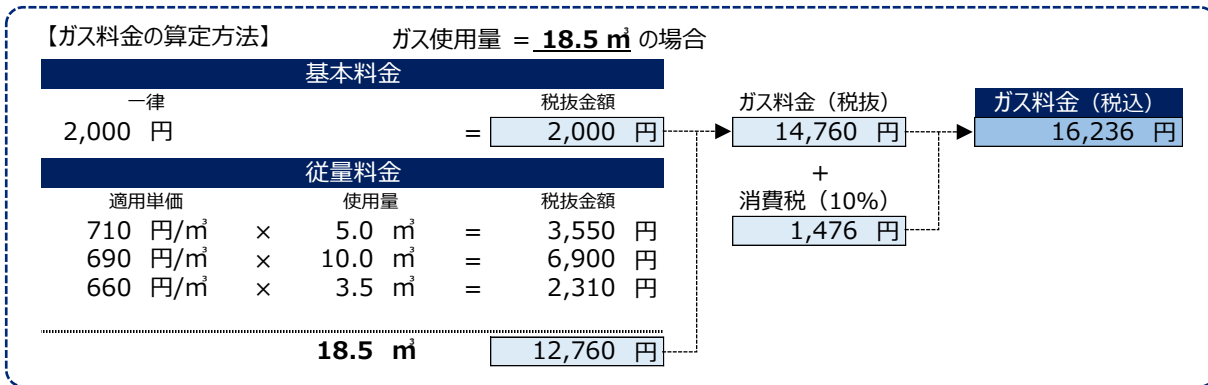 【ガス料金の算定方法】 ガス使用量 = 18.5 ㎥ の場合
基本料金
一律 税抜金額
2,000 円 = 2,000 円
従量料金
適用単価 使用量 税抜金額
710 円/㎥ × 5.0 ㎥ = 3,550 円
690 円/㎥ × 10.0 ㎥ = 6,900 円
660 円/㎥ × 3.5 ㎥ = 2,310 円
18.5 ㎥ 12,760 円
ガス料金（税抜）
14,760 円
+
消費税（10%）
1,476 円
ガス料金（税込）
16,236 円